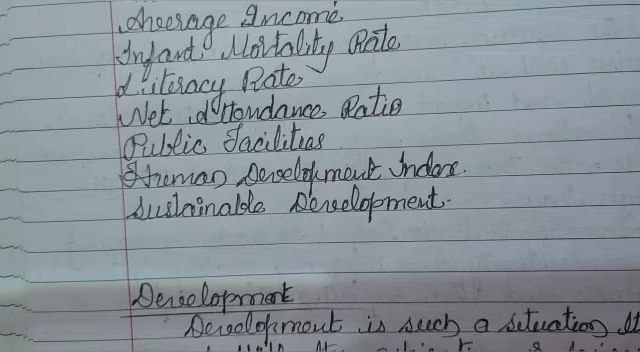 Average Income
Infant Mortality Rate
Literacy Rate
Net Attendance Ratio
Public Facilities
Human Development Index.
Sustainable Development.
Development
Development is such a situation